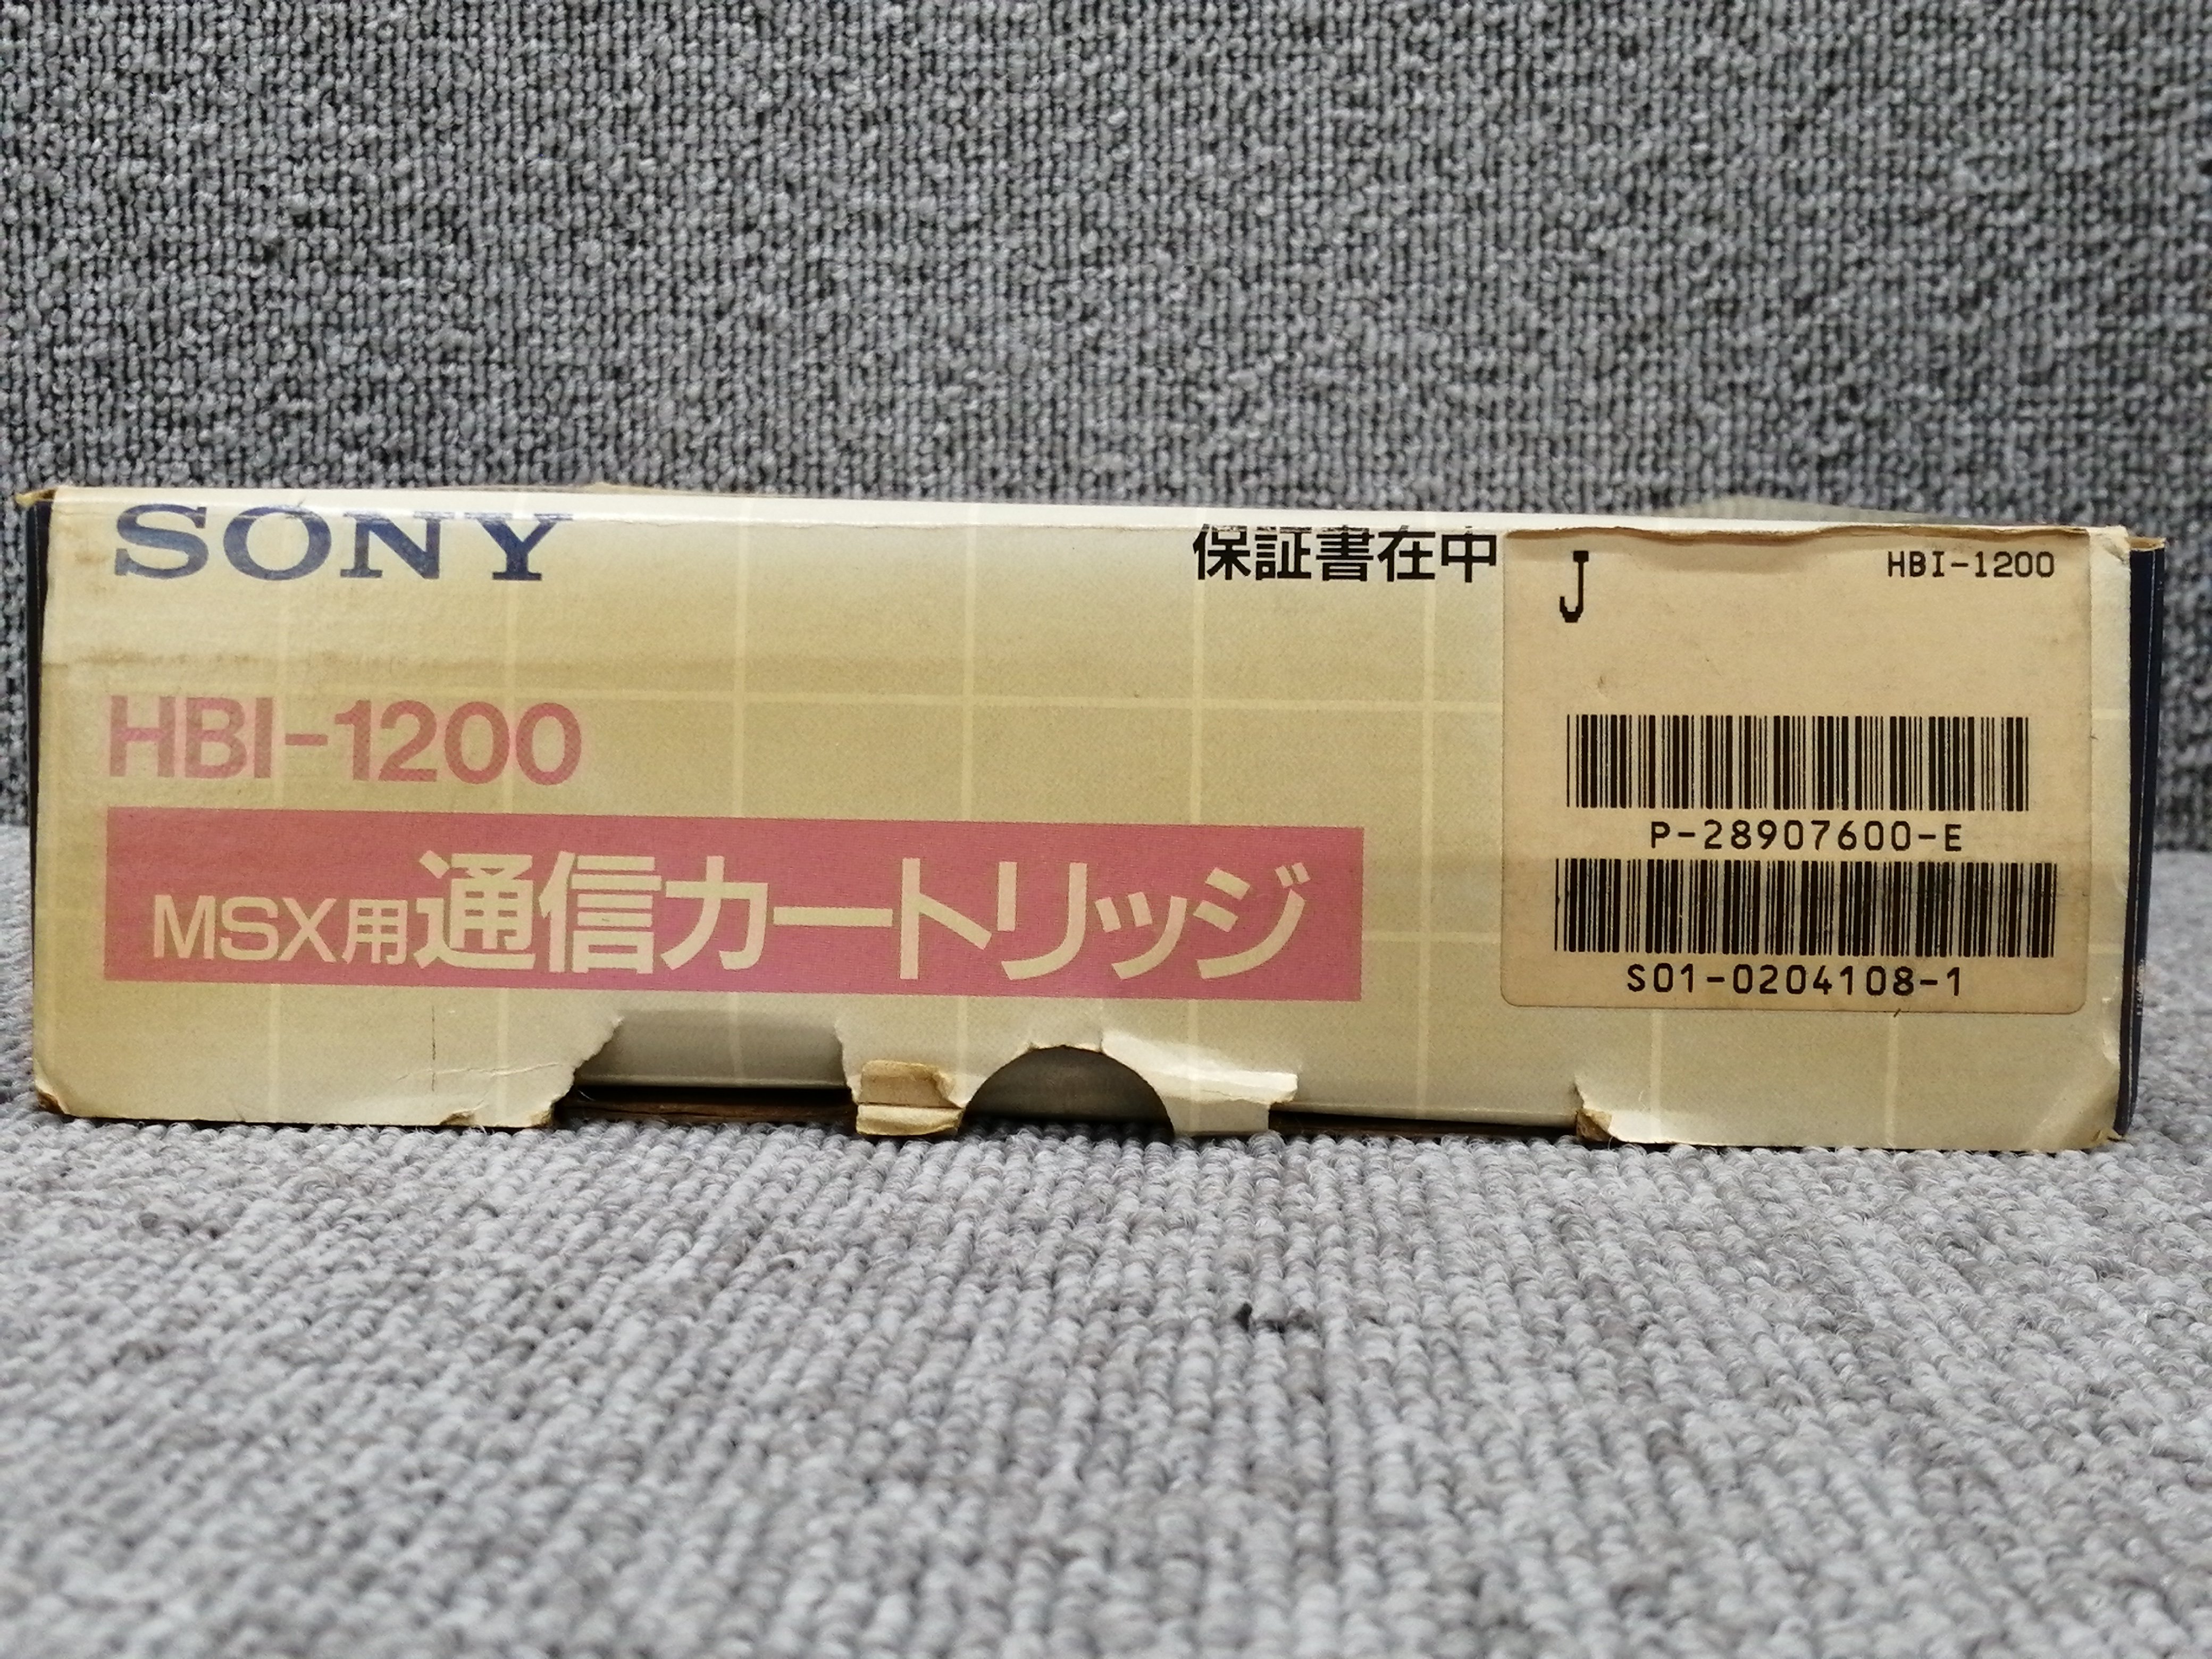 SONY
保証書在中
J
HBI-1200
HBI-1200
MSX用通信カートリッジ
P-28907600-E
S01-0204108-1